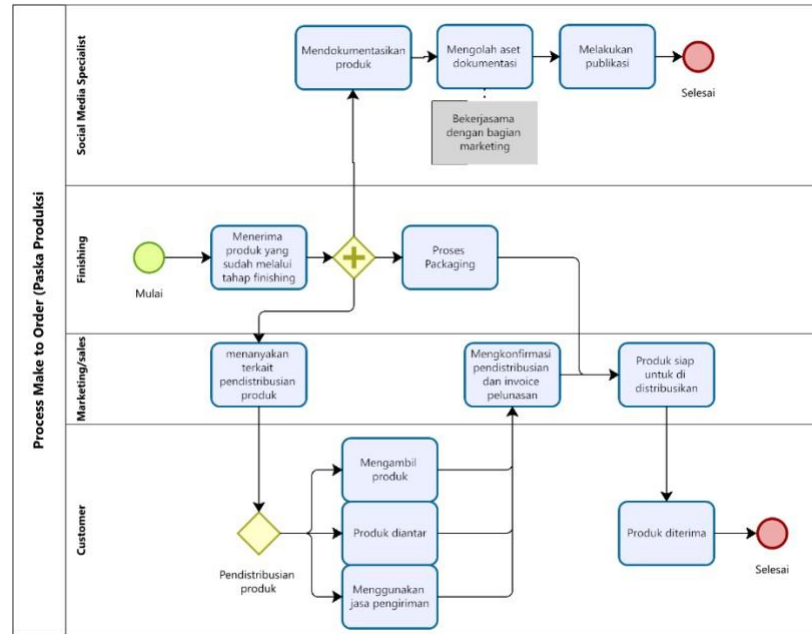 Process Make to Order (Paska Produksi
Social Media Specialist
Mendokumentasikan
produk
Mengolah aset
dokumentasi
Melakukan
publikasi
Selesai
Bekerjasama
dengan bagian
marketing
Finishing
Mulai
Menerima
produk yang
sudah melalui
tahap finishing
Proses
Packaging
Marketing/sales
menanyakan
terkait
pendistribusian
produk
Mengkonfirmasi
pendistribusian
dan invoice
pelunasan
Produk siap
untuk di
distribusikan
Customer
Pendistribusian
produk
Mengambil
produk
Produk diantar
Menggunakan
jasa pengiriman
Produk diterima
Selesai